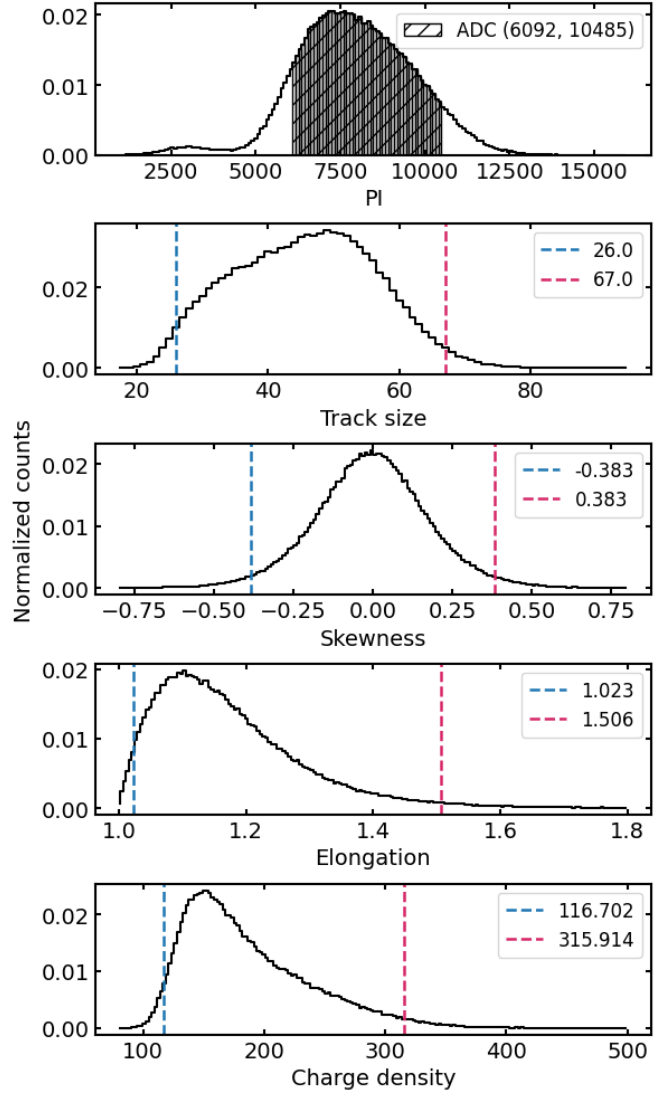 ADC (6092, 10485)
0.02
0.01
0.00
2500 5000 7500 10000 12500 15000
PI
26.0
67.0
0.02
0.00
20 40 60 80
Track size
-0.383
0.383
0.02
0.01
0.00
−0.75 −0.50 −0.25 0.00 0.25 0.50 0.75
Skewness
Normalized counts
1.023
1.506
0.02
0.01
0.00
1.0 1.2 1.4 1.6 1.8
Elongation
116.702
315.914
0.02
0.01
0.00
100 200 300 400 500
Charge density